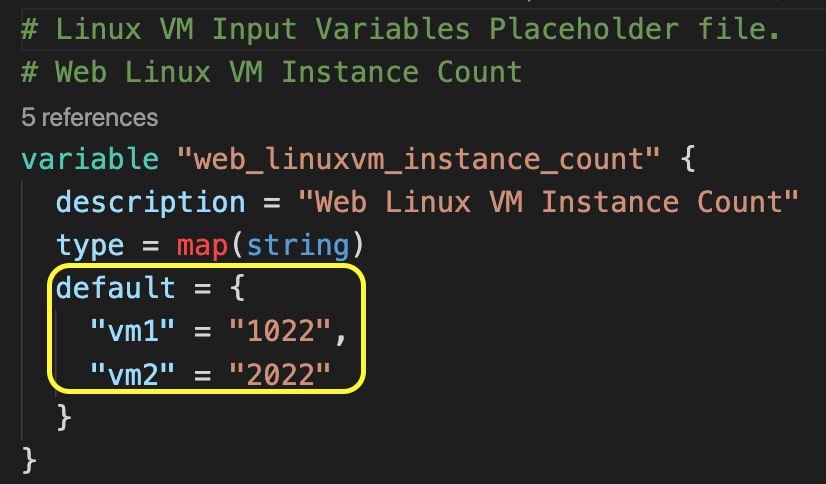 # Linux VM Input Variables Placeholder file.
# Web Linux VM Instance Count
5 references
variable "web_linuxvm_instance_count" {
description = "Web Linux VM Instance Count"
type = map(string)
default = {
"vm1" = "1022",
"vm2" = "2022"
}
}